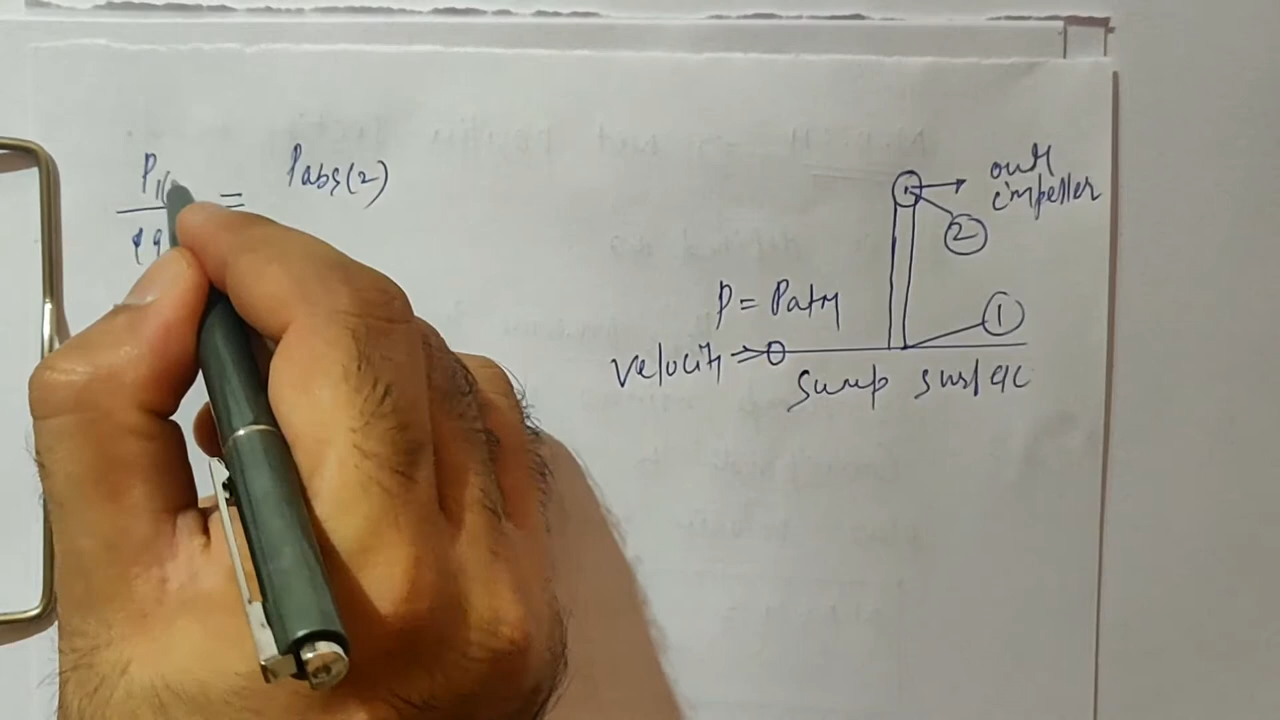 P1( = Pabs(2)
ρg
out
impeller
2
P = Patm
1
velocity ⇒ 0
sump surface